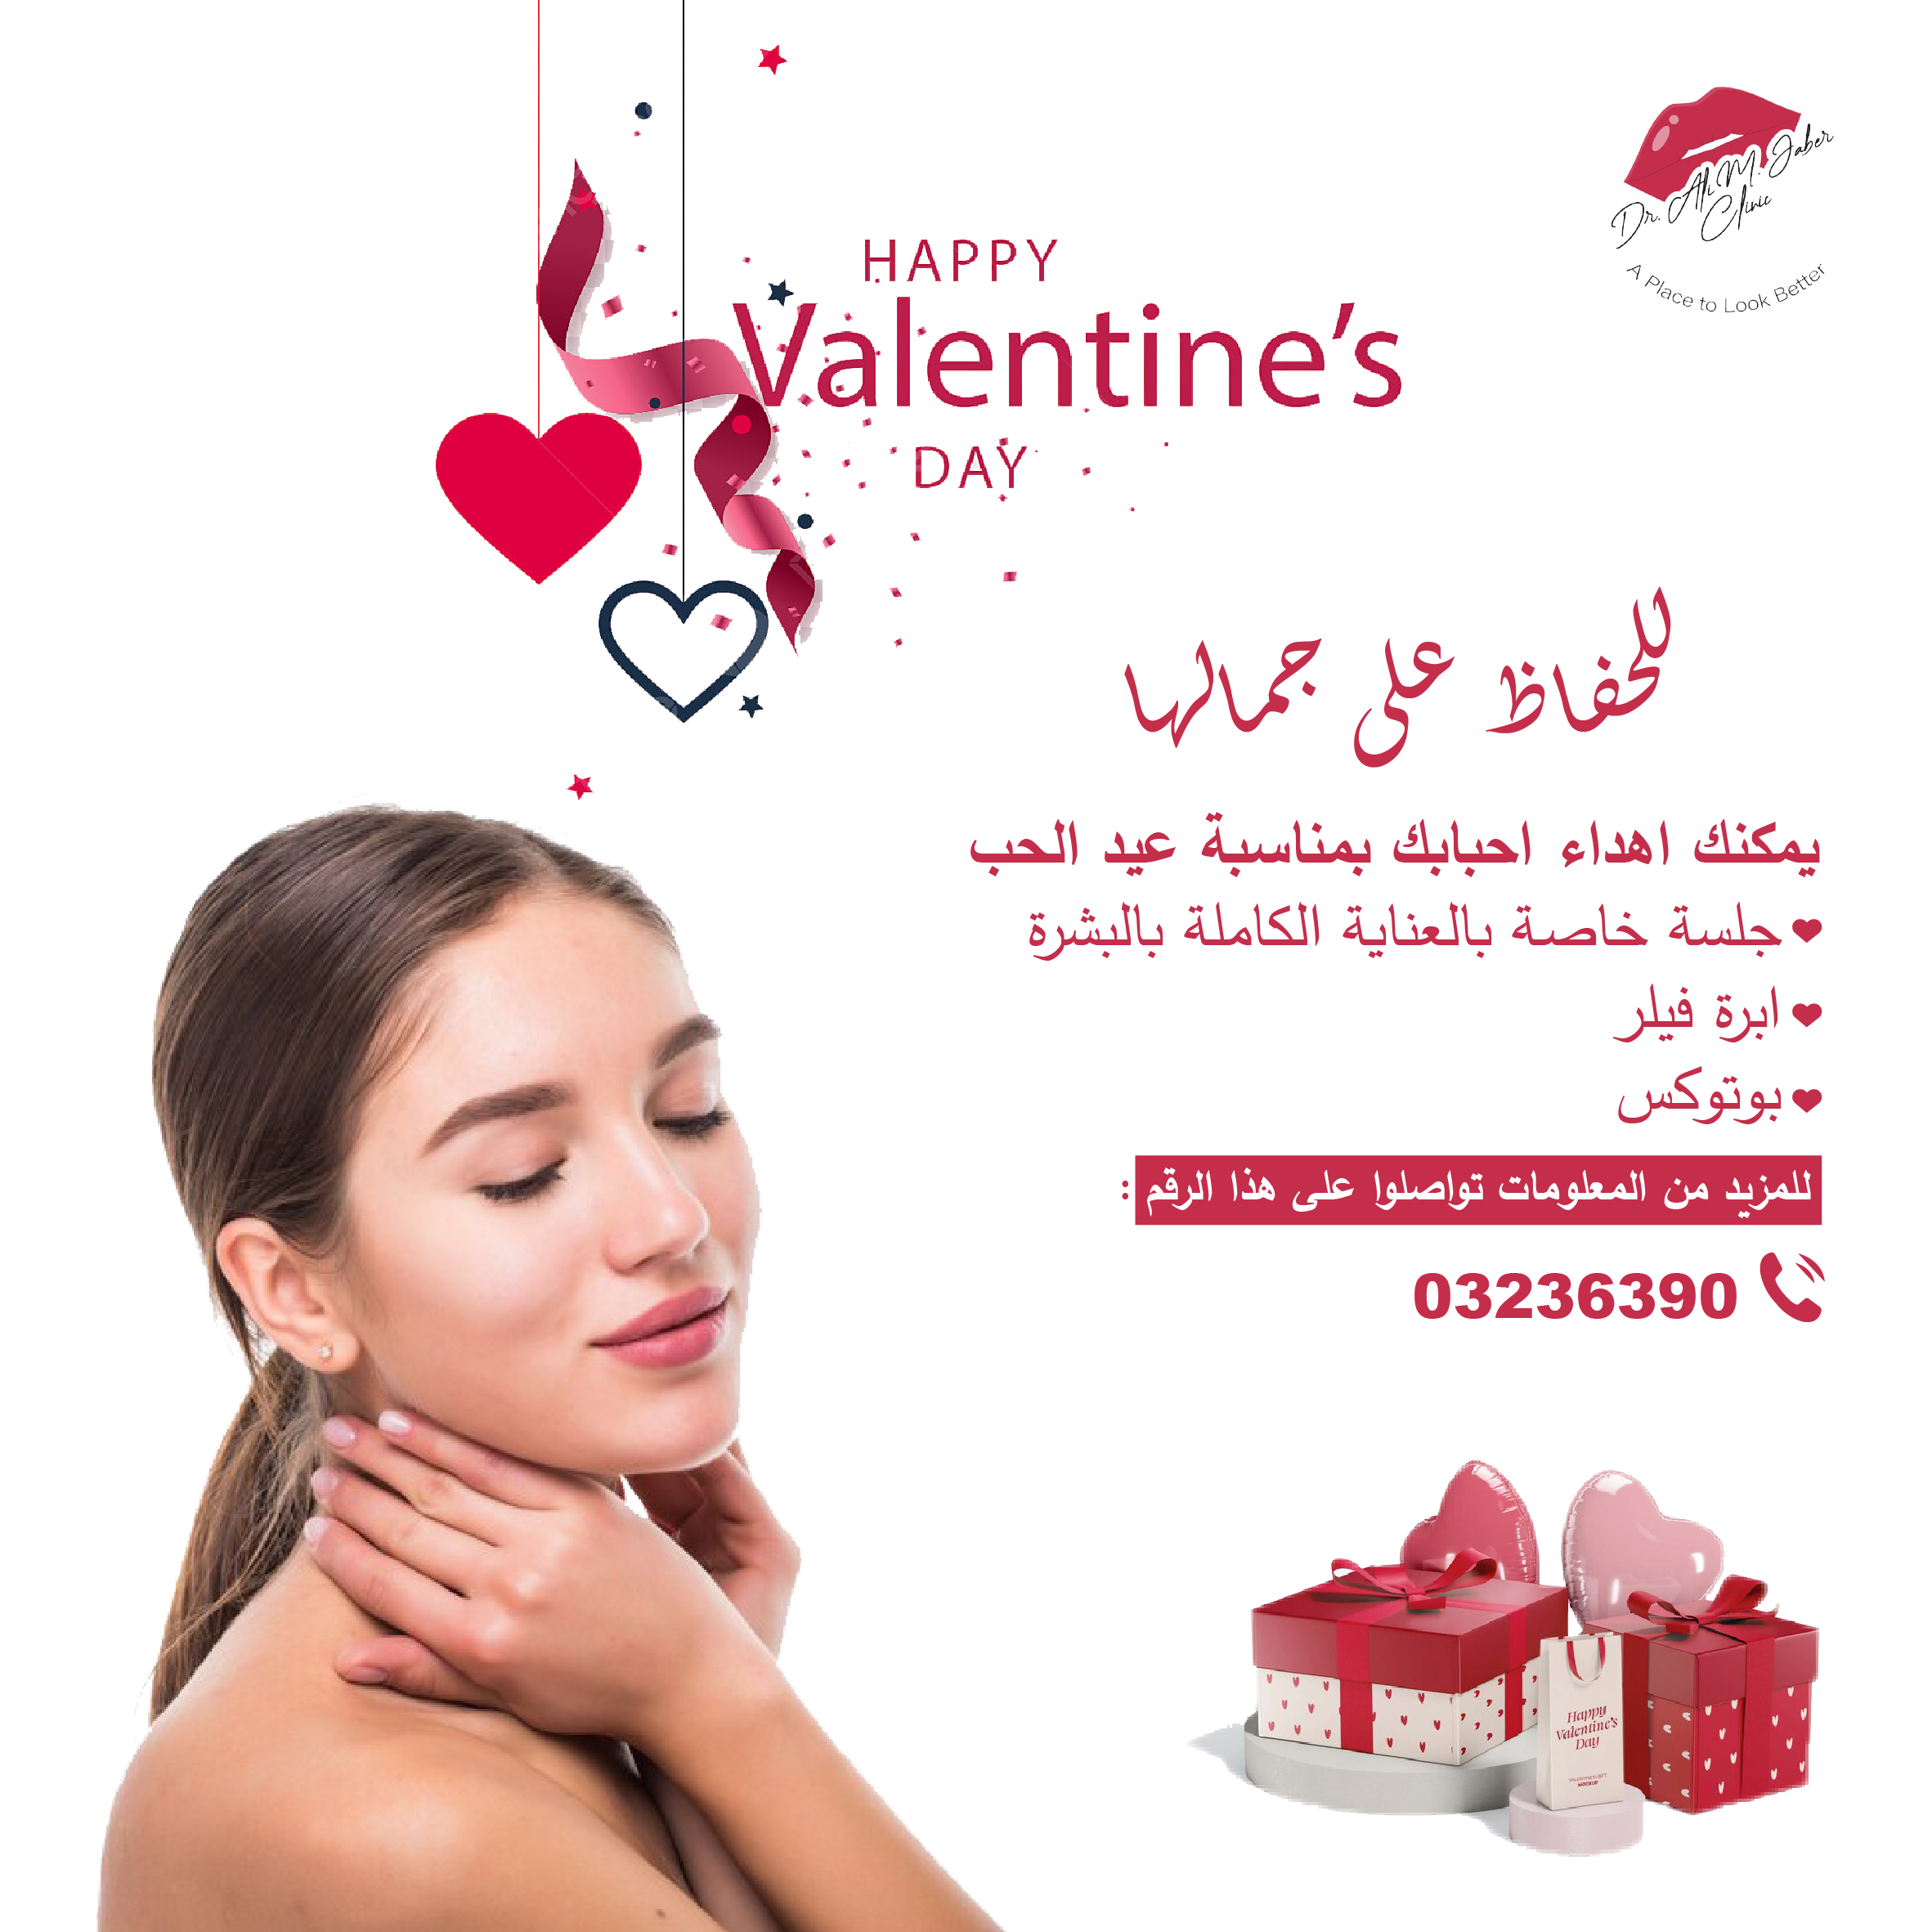 Dr. Ali M. Jaber
Clinic
A Place to Look Better
HAPPY
Valentine's
DAY
للحفاظ على جمالها
يمكنك اهداء احبابك بمناسبة عيد الحب
جلسة خاصة بالعناية الكاملة بالبشرة
ابرة فيلر
بوتوكس
للمزيد من المعلومات تواصلوا على هذا الرقم :
03236390
Happy
Valentine's
Day